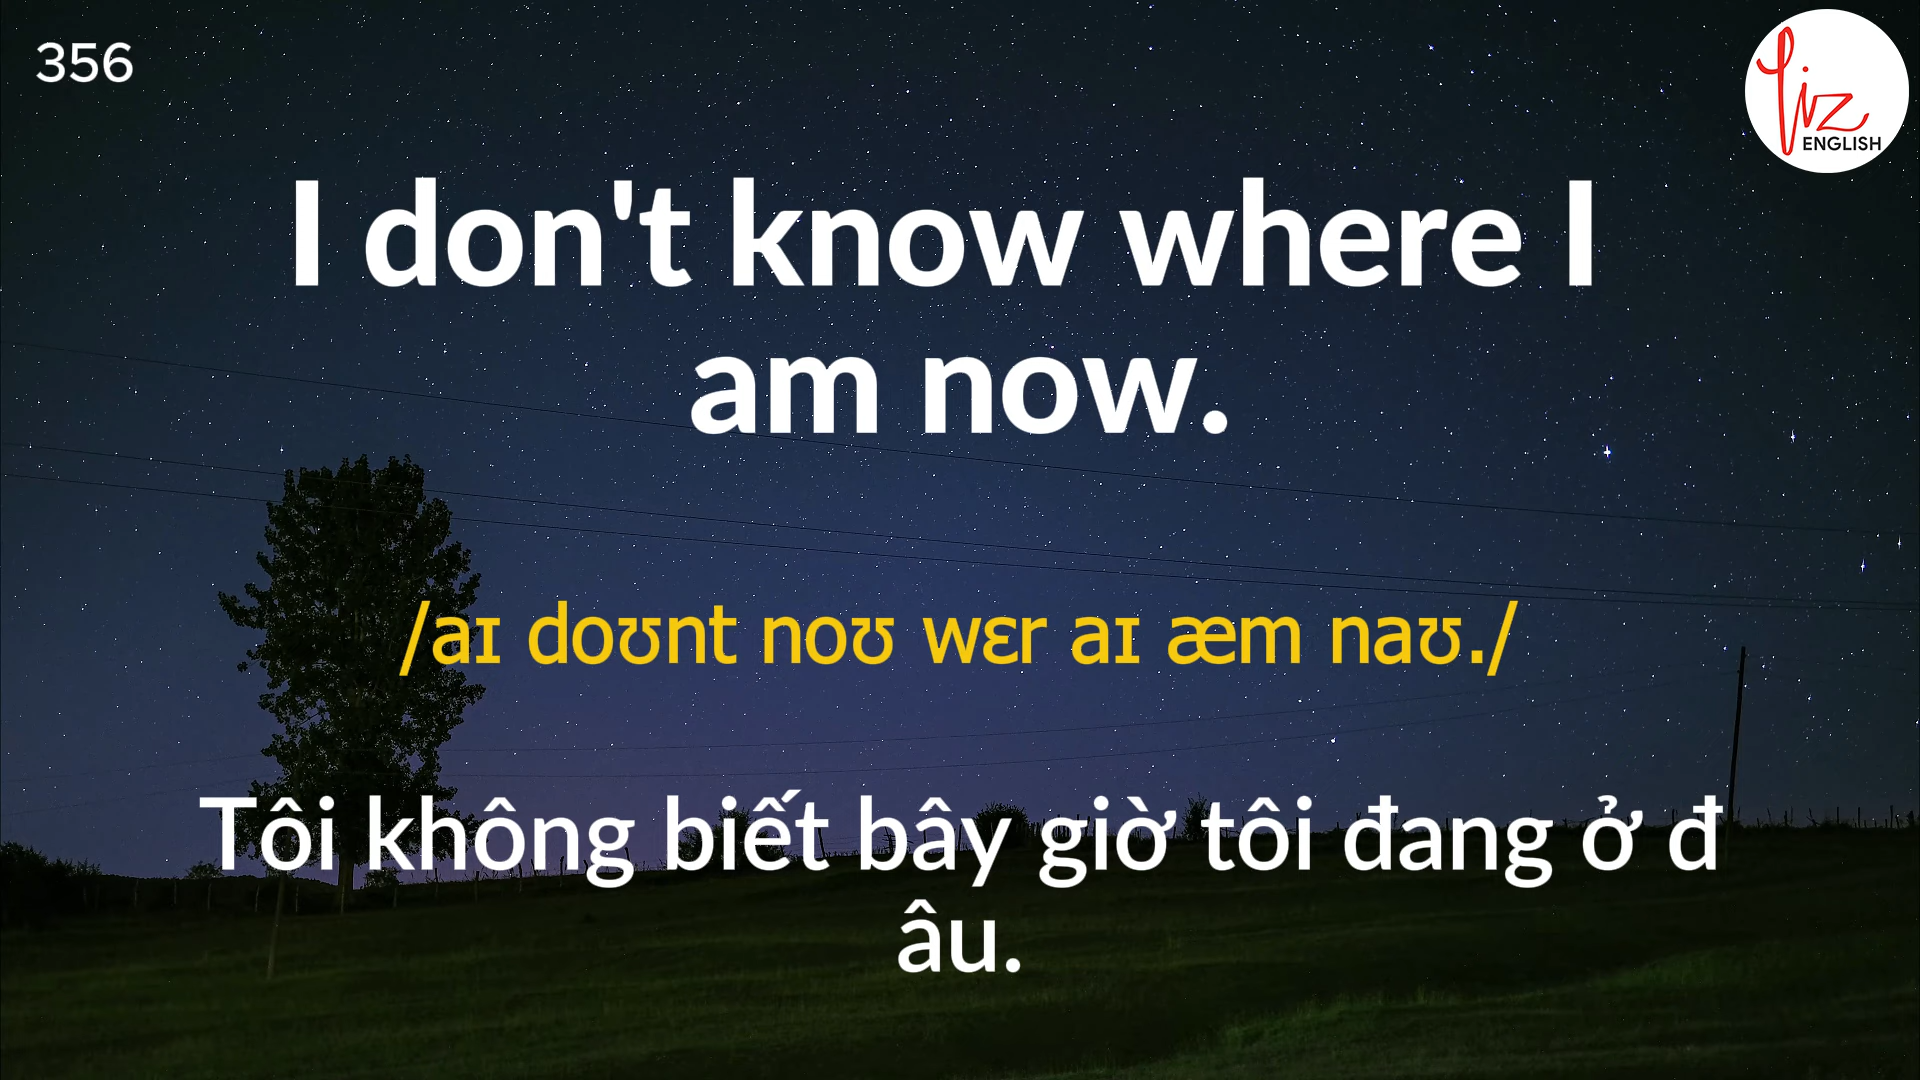 356
Liz
ENGLISH
I don't know where I
am now.
/aɪ doʊnt noʊ wɛr aɪ æm naʊ./
Tôi không biết bây giờ tôi đang ở đ
âu.